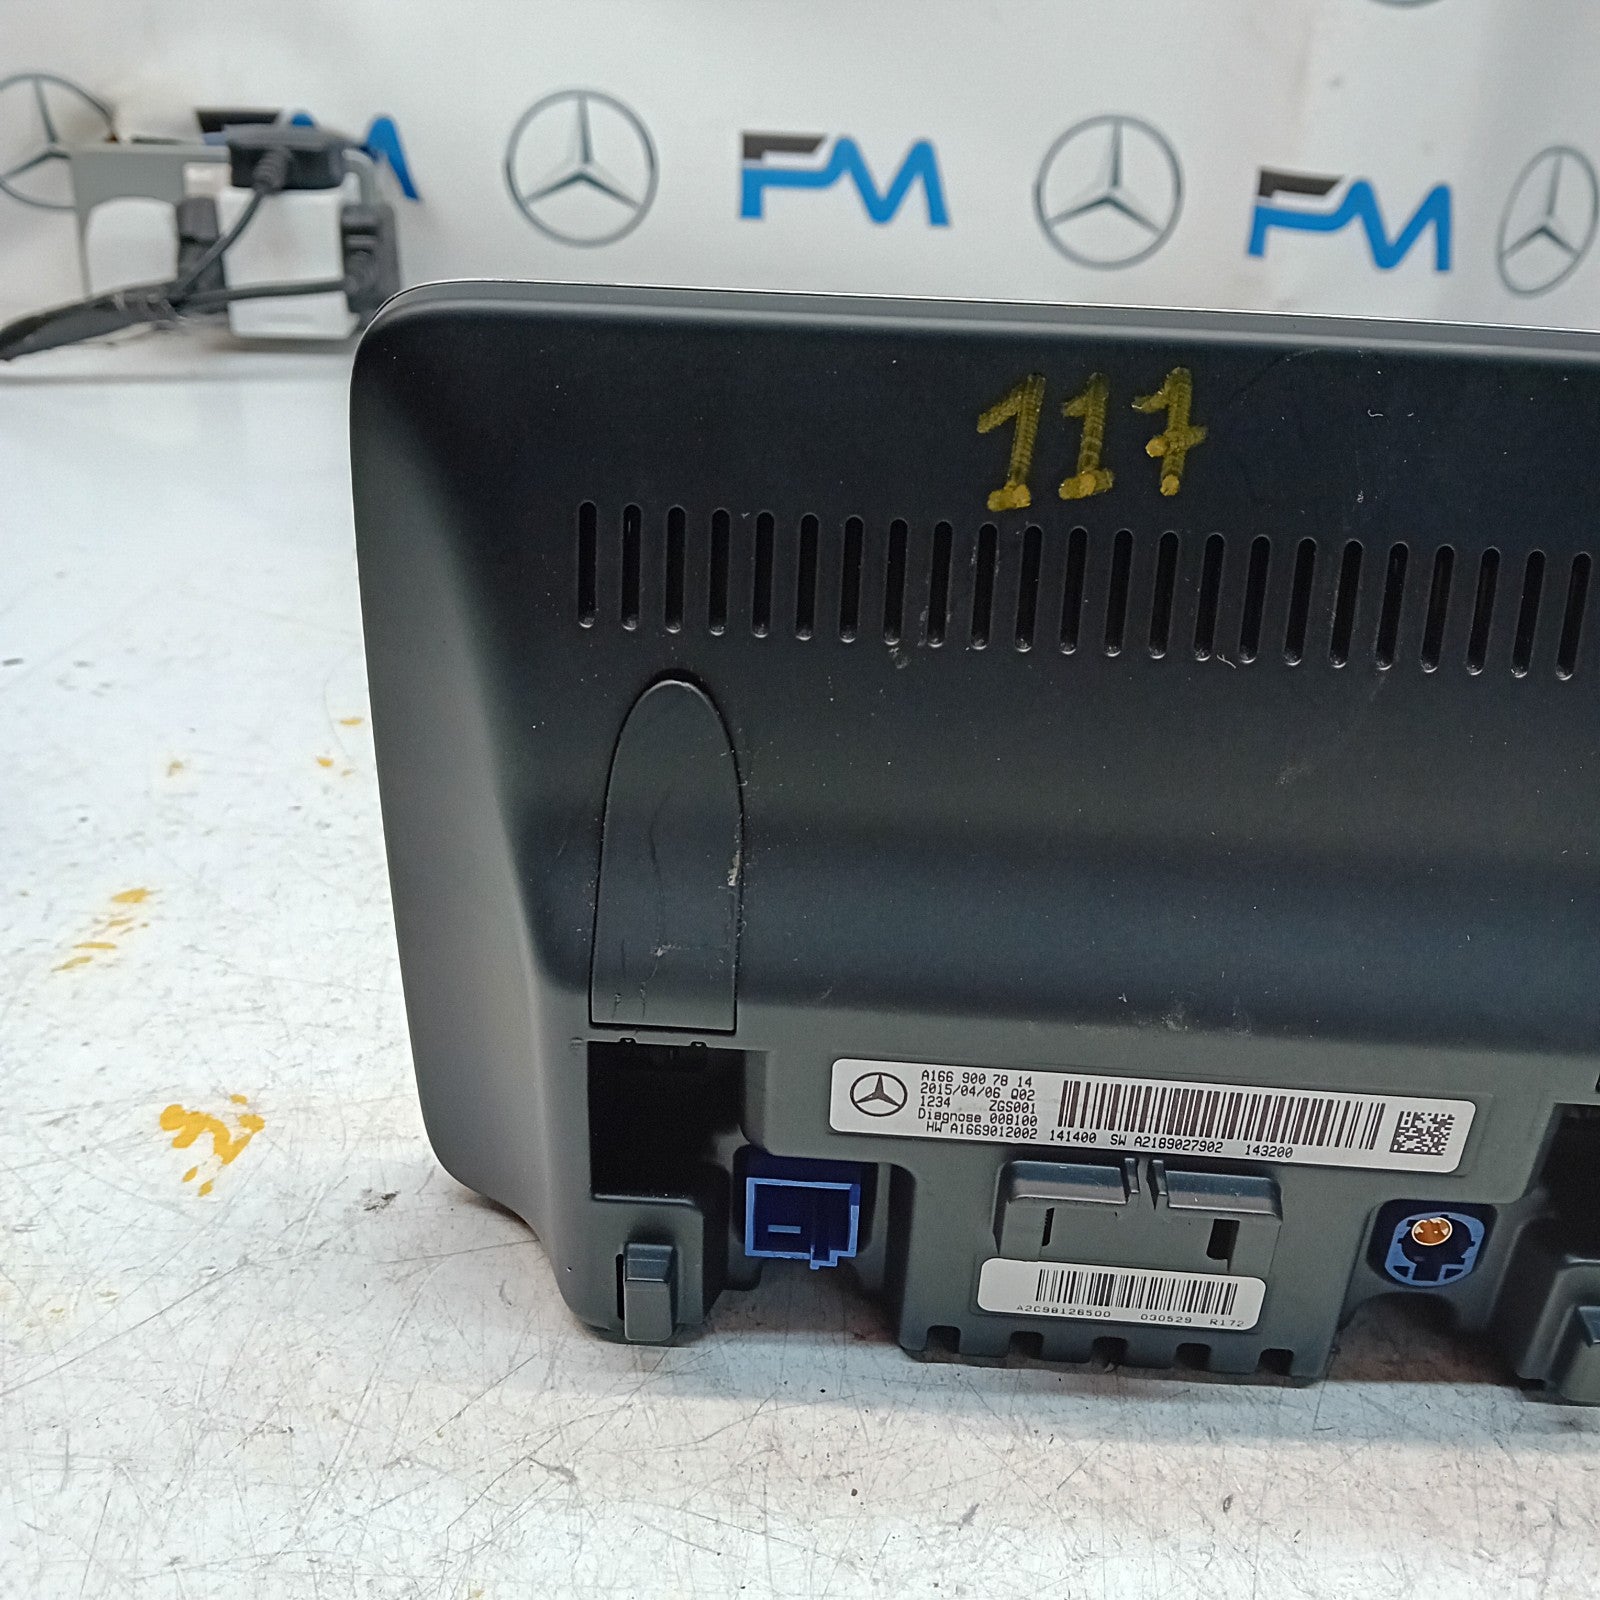 FM
FM
117
A166 900 78 14
2015/04/06 Q02
1234 ZGS001
Diagnose 008100
HW A1669012002 141400 SW A2189027902 143200
A2C98126500 030529 R172